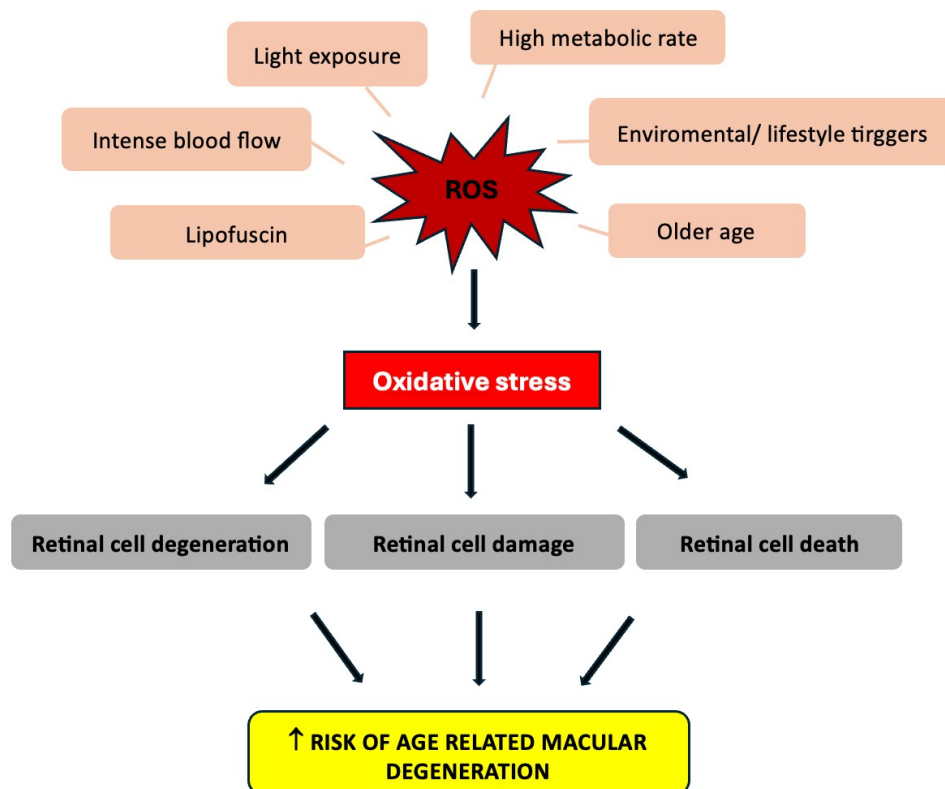 High metabolic rate
Light exposure
Intense blood flow
Enviromental/ lifestyle tirggers
ROS
Lipofuscin
Older age
Oxidative stress
Retinal cell degeneration
Retinal cell damage
Retinal cell death
↑ RISK OF AGE RELATED MACULAR
DEGENERATION